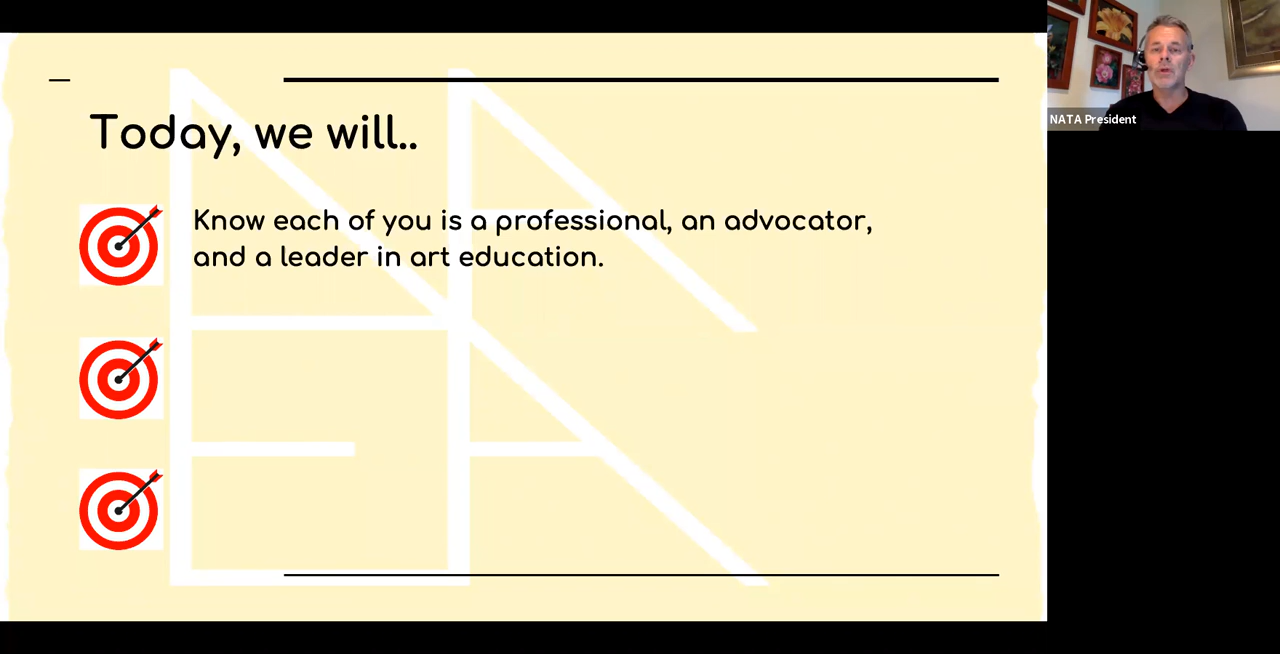 Today, we will..
Know each of you is a professional, an advocator,
and a leader in art education.
NATA President